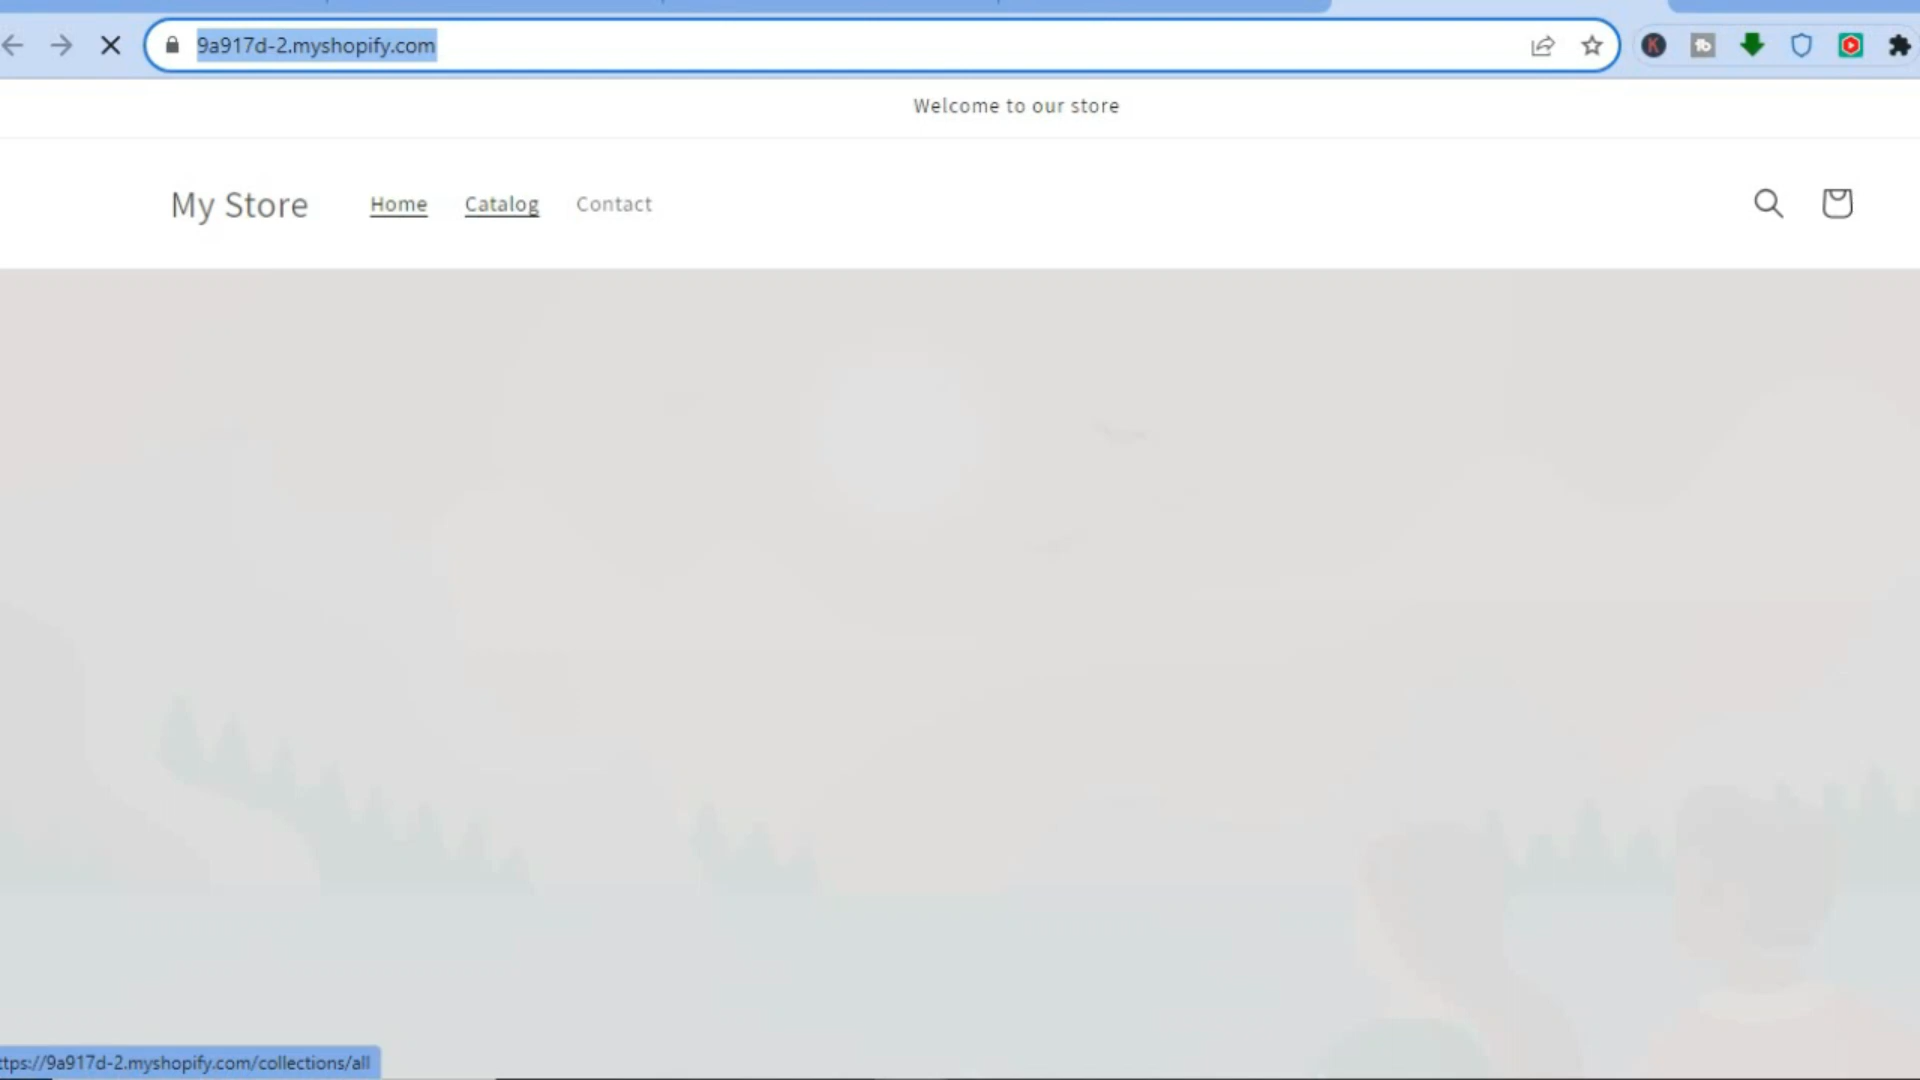 9a917d-2.myshopify.com
Welcome to our store
My Store
Home Catalog Contact
ttps://9a917d-2.myshopify.com/collections/all